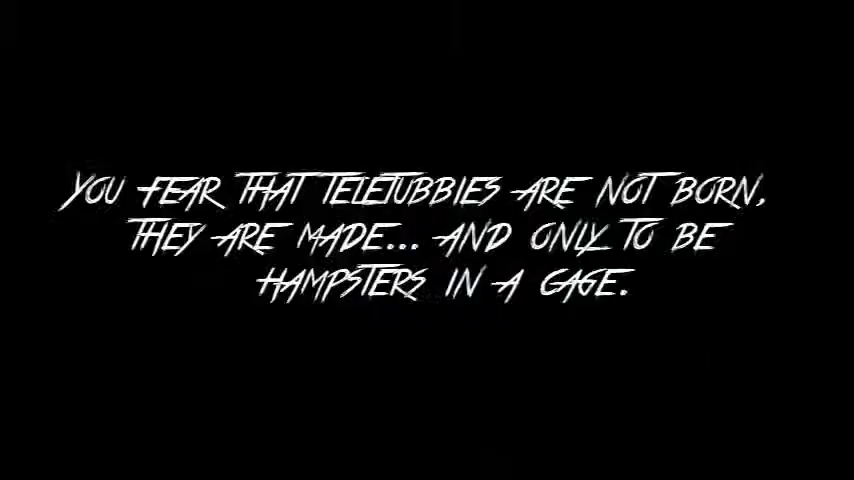 YOU FEAR THAT TELETUBBIES ARE NOT BORN,
THEY ARE MADE... AND ONLY TO BE
HAMPSTERS IN A CAGE.